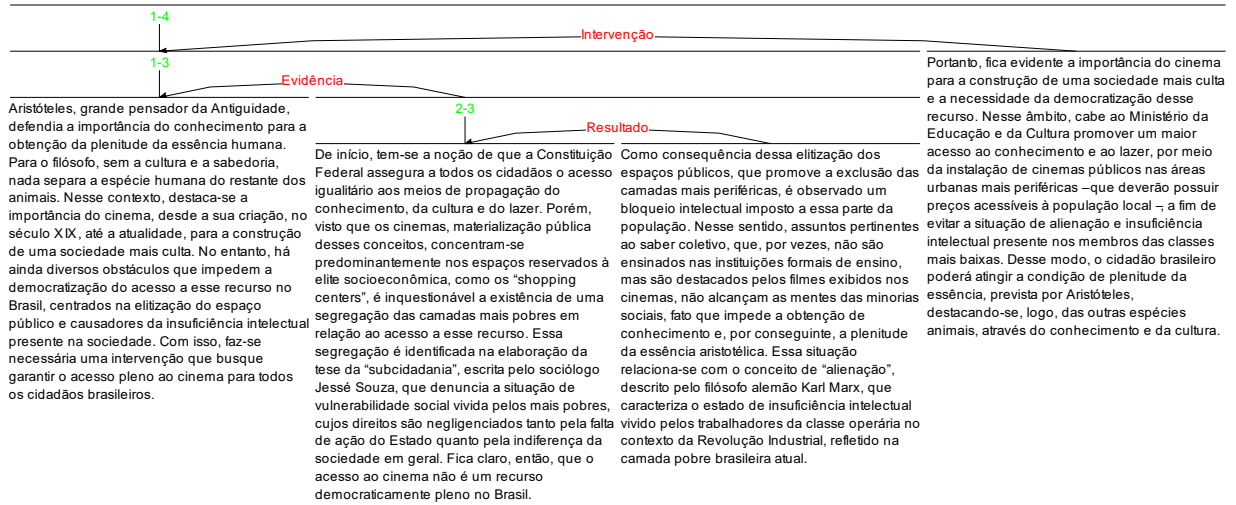 1-4
Intervenção
1-3
Evidência
2-3
Resultado
Aristóteles, grande pensador da Antiguidade,
defendia a importância do conhecimento para a
obtenção da plenitude da essência humana.
Para o filósofo, sem a cultura e a sabedoria,
nada separa a espécie humana do restante dos
animais. Nesse contexto, destaca-se a
importância do cinema, desde a sua criação, no
século XIX, até a atualidade, para a construção
de uma sociedade mais culta. No entanto, há
ainda diversos obstáculos que impedem a
democratização do acesso a esse recurso no
Brasil, centrados na elitização do espaço
público e causadores da insuficiência intelectual
presente na sociedade. Com isso, faz-se
necessária uma intervenção que busque
garantir o acesso pleno ao cinema para todos
os cidadãos brasileiros.
De início, tem-se a noção de que a Constituição
Federal assegura a todos os cidadãos o acesso
igualitário aos meios de propagação do
conhecimento, da cultura e do lazer. Porém,
visto que os cinemas, materialização pública
desses conceitos, concentram-se
predominantemente nos espaços reservados à
elite socioeconômica, como os “shopping
centers”, é inquestionável a existência de uma
segregação das camadas mais pobres em
relação ao acesso a esse recurso. Essa
segregação é identificada na elaboração da
tese da “subcidadania”, escrita pelo sociólogo
Jessé Souza, que denuncia a situação de
vulnerabilidade social vivida pelos mais pobres,
cujos direitos são negligenciados tanto pela falta
de ação do Estado quanto pela indiferença da
sociedade em geral. Fica claro, então, que o
acesso ao cinema não é um recurso
democraticamente pleno no Brasil.
Como consequência dessa elitização dos
espaços públicos, que promove a exclusão das
camadas mais periféricas, é observado um
bloqueio intelectual imposto a essa parte da
população. Nesse sentido, assuntos pertinentes
ao saber coletivo, que, por vezes, não são
ensinados nas instituições formais de ensino,
mas são destacados pelos filmes exibidos nos
cinemas, não alcançam as mentes das minorias
sociais, fato que impede a obtenção de
conhecimento e, por conseguinte, a plenitude
da essência aristotélica. Essa situação
relaciona-se com o conceito de “alienação”,
descrito pelo filósofo alemão Karl Marx, que
caracteriza o estado de insuficiência intelectual
vivido pelos trabalhadores da classe operária no
contexto da Revolução Industrial, refletido na
camada pobre brasileira atual.
Portanto, fica evidente a importância do cinema
para a construção de uma sociedade mais culta
e a necessidade da democratização desse
recurso. Nesse âmbito, cabe ao Ministério da
Educação e da Cultura promover um maior
acesso ao conhecimento e ao lazer, por meio
da instalação de cinemas públicos nas áreas
urbanas mais periféricas –que deverão possuir
preços acessíveis à população local –, a fim de
evitar a situação de alienação e insuficiência
intelectual presente nos membros das classes
mais baixas. Desse modo, o cidadão brasileiro
poderá atingir a condição de plenitude da
essência, prevista por Aristóteles,
destacando-se, logo, das outras espécies
animais, através do conhecimento e da cultura.